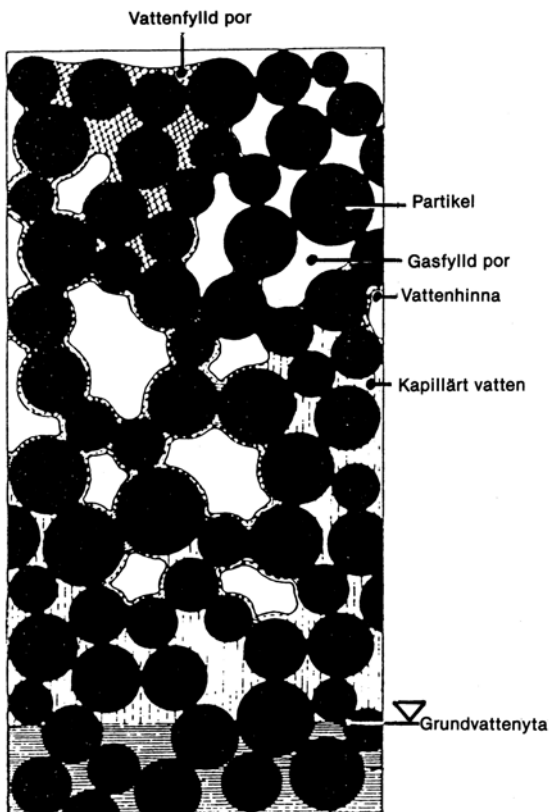 Vattenfylld por
Partikel
Gasfylld por
Vattenhinna
Kapillärt vatten
Grundvattenyta